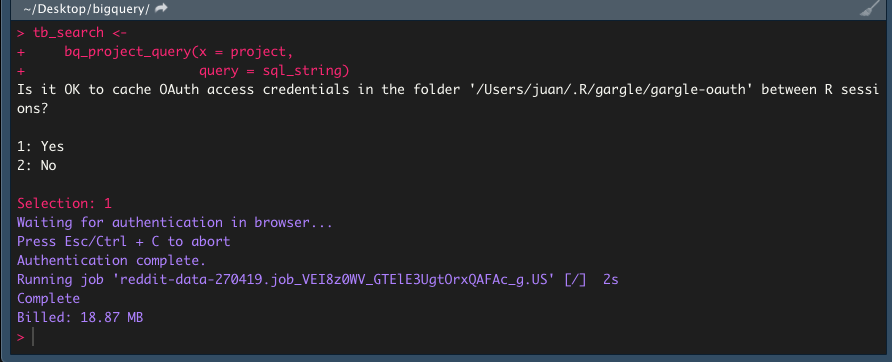 ~/Desktop/bigquery/
> tb_search <-
+     bq_project_query(x = project,
+                      query = sql_string)
Is it OK to cache OAuth access credentials in the folder '/Users/juan/.R/gargle/gargle-oauth' between R sessi
ons?
1: Yes
2: No
Selection: 1
Waiting for authentication in browser...
Press Esc/Ctrl + C to abort
Authentication complete.
Running job 'reddit-data-270419.job_VEI8z0WV_GTElE3UgtOrxQAFAc_g.US' [/]  2s
Complete
Billed: 18.87 MB
>